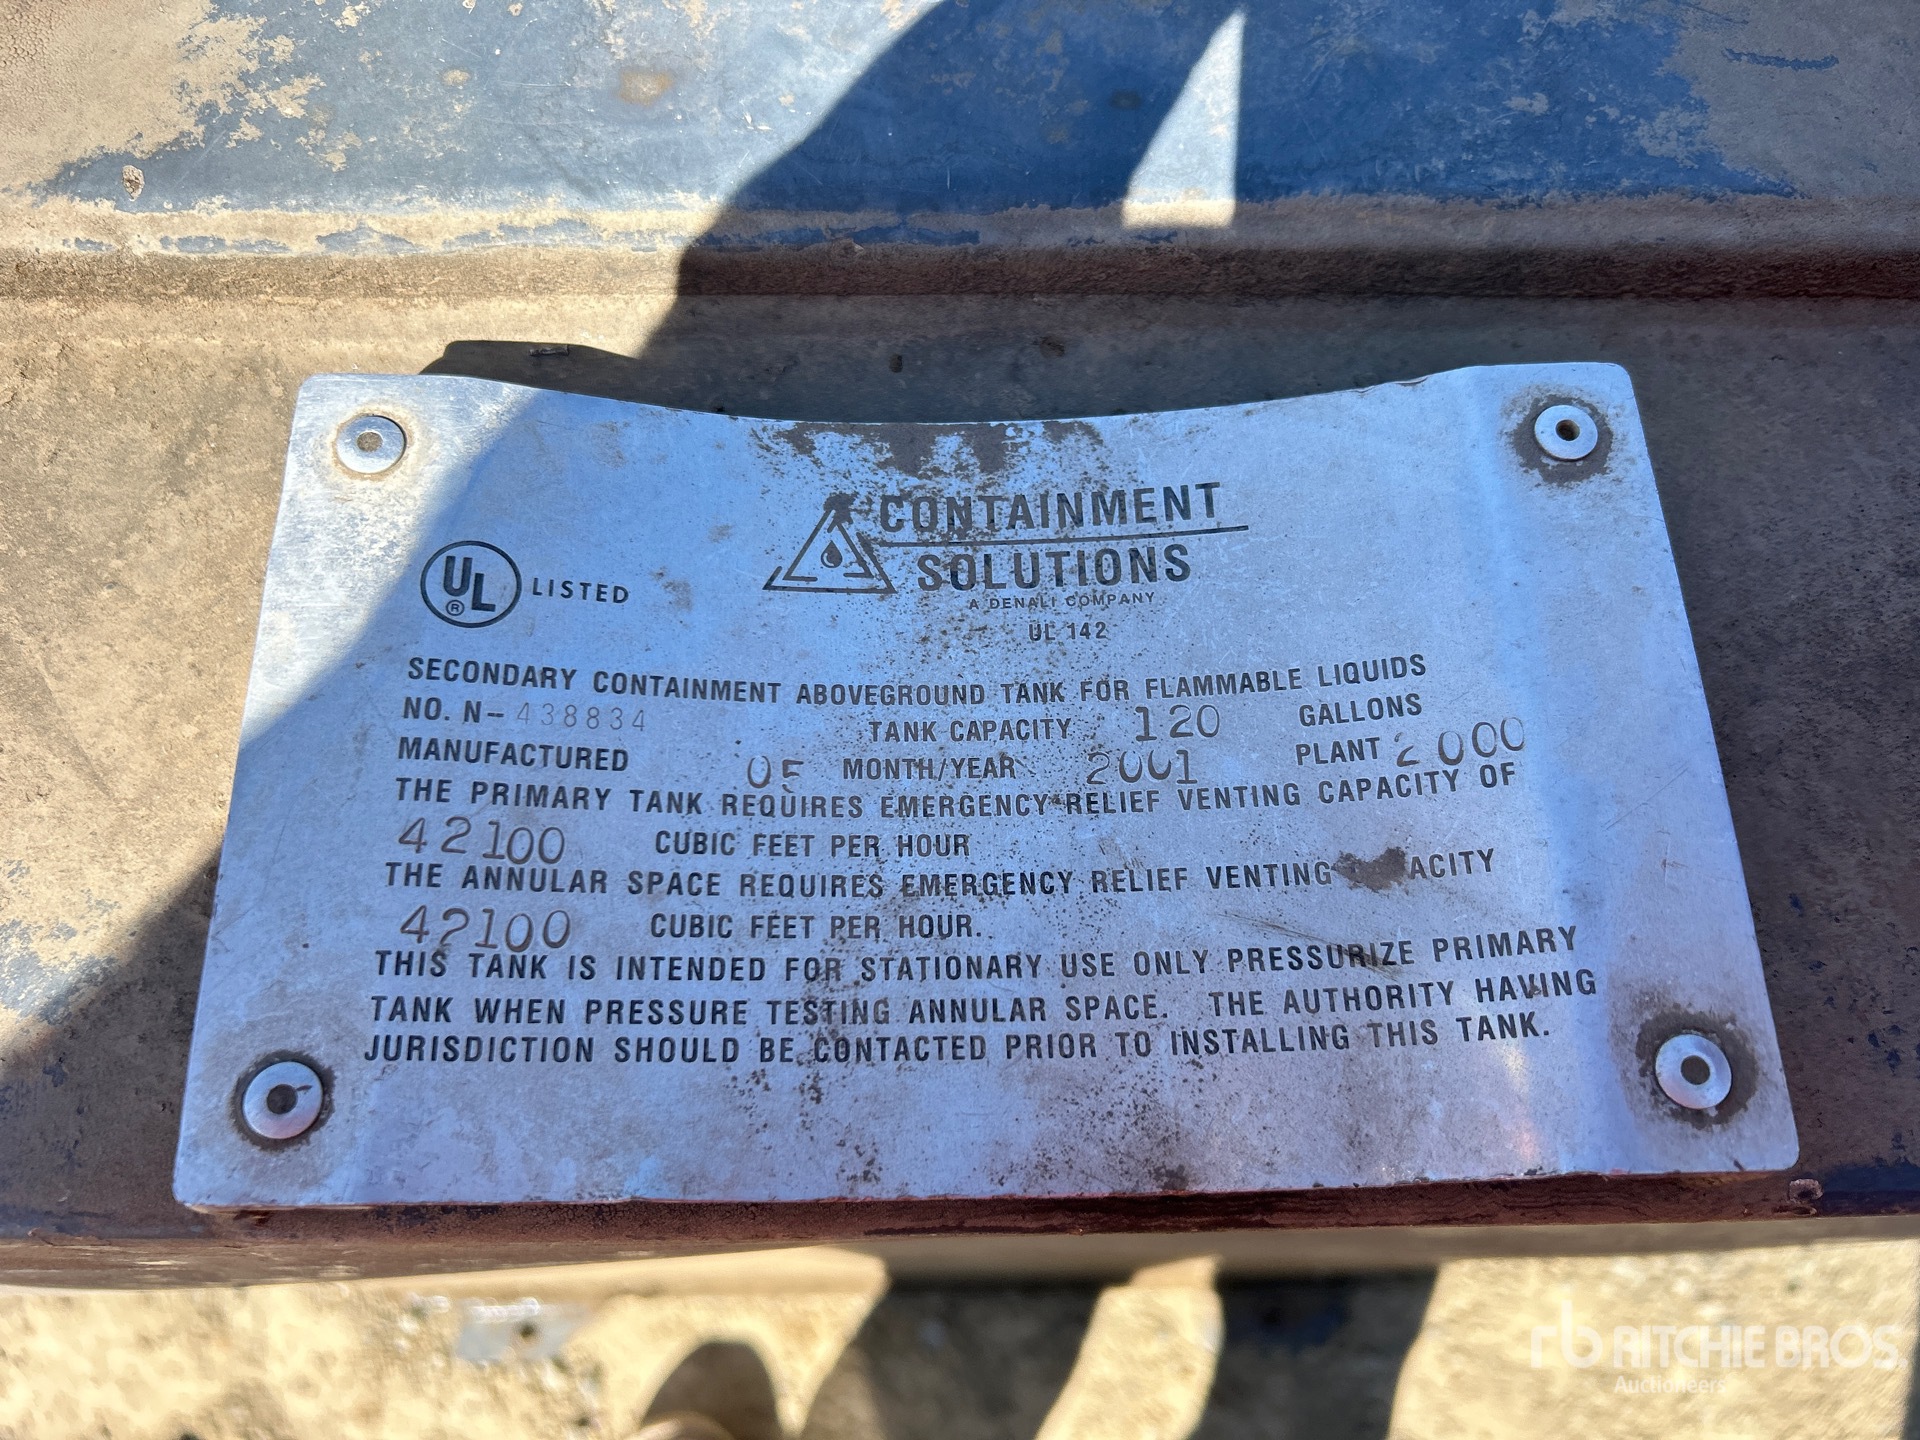 CONTAINMENT
SOLUTIONS
A DENALI COMPANY
UL 142
UL ® LISTED
SECONDARY CONTAINMENT ABOVEGROUND TANK FOR FLAMMABLE LIQUIDS
NO. N-438834 TANK CAPACITY 120 GALLONS
MANUFACTURED 05 MONTH/YEAR 2001 PLANT 2000
THE PRIMARY TANK REQUIRES EMERGENCY RELIEF VENTING CAPACITY OF
42100 CUBIC FEET PER HOUR
THE ANNULAR SPACE REQUIRES EMERGENCY RELIEF VENTING ACITY
42100 CUBIC FEET PER HOUR.
THIS TANK IS INTENDED FOR STATIONARY USE ONLY PRESSURIZE PRIMARY
TANK WHEN PRESSURE TESTING ANNULAR SPACE. THE AUTHORITY HAVING
JURISDICTION SHOULD BE CONTACTED PRIOR TO INSTALLING THIS TANK.
rb RITCHIE BROS.
Auctioneers